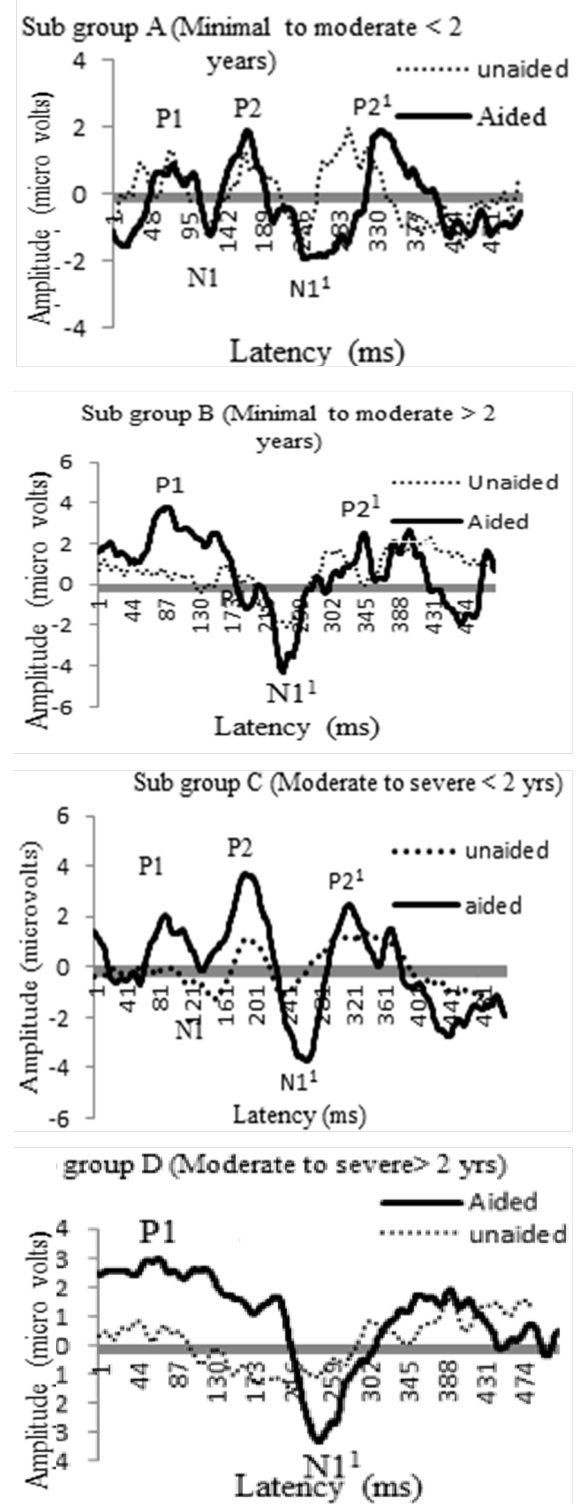 Sub group A (Minimal to moderate < 2
years)
unaided
Aided
P1
P2
P2¹
4
2
0
-2
-4
1
48
95
142
189
330
377
N1
N1¹
Amplitude (micro volts)
Latency (ms)
Sub group B (Minimal to moderate > 2
years)
Unaided
Aided
P1
P2¹
6
4
2
0
-2
-4
-6
1
44
87
130
173
302
345
388
431
N1¹
Amplitude (micro volts)
Latency (ms)
Sub group C (Moderate to severe < 2 yrs)
unaided
aided
P1
P2
P2¹
6
4
2
0
-2
-4
-6
1
41
81
121
161
201
241
321
361
N1
N1¹
Amplitude (microvolts)
Latency (ms)
group D (Moderate to severe> 2 yrs)
Aided
unaided
P1
4
3
2
1
0
1
2
3
4
1
44
87
130
173
259
302
345
388
431
474
N1¹
Amplitude (micro volts)
Latency (ms)